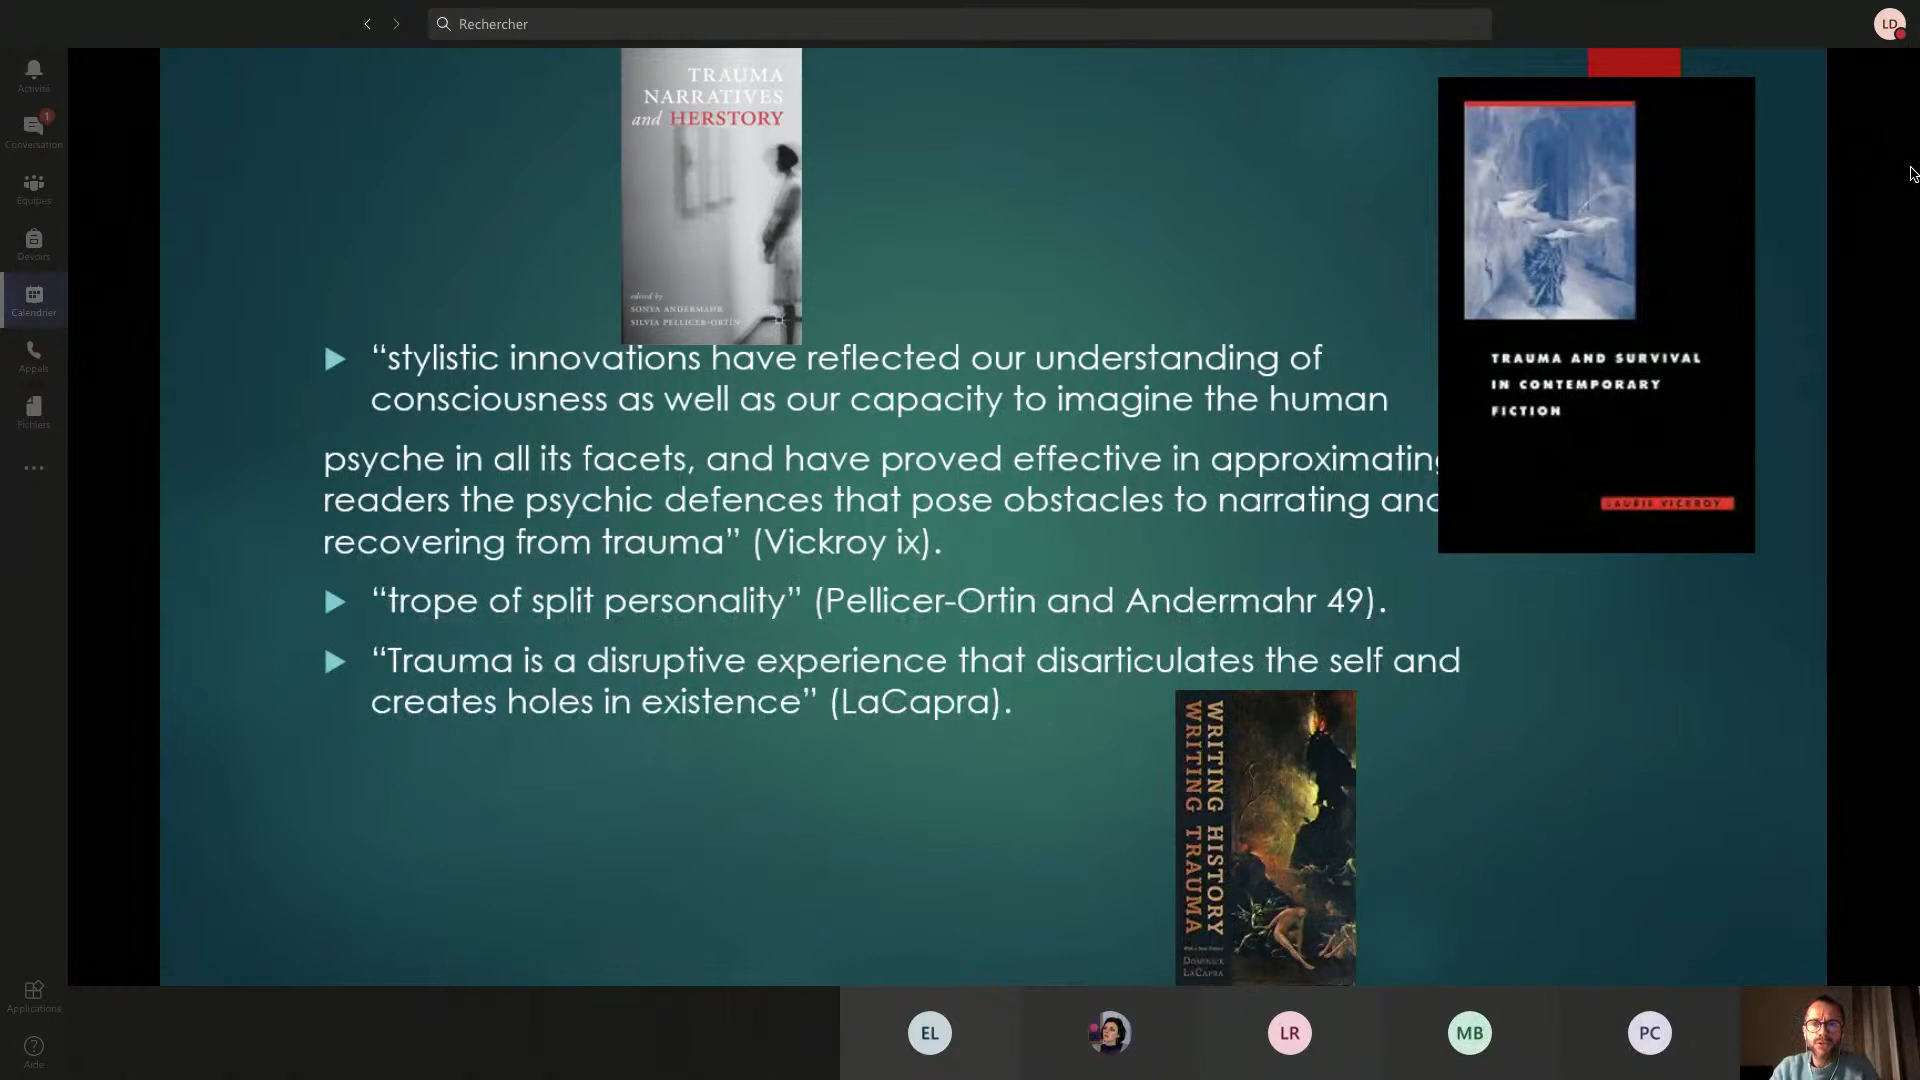 Rechercher
LD
Activité
1
Conversation
Équipes
Devoirs
Calendrier
Appels
Fichiers
Applications
Aide
TRAUMA
NARRATIVES
and HERSTORY
edited by
SONYA ANDERMAHR
SILVIA PELLICER-ORTÍN
TRAUMA AND SURVIVAL
IN CONTEMPORARY
FICTION
LAURIE VICKROY
“stylistic innovations have reflected our understanding of
consciousness as well as our capacity to imagine the human
psyche in all its facets, and have proved effective in approximating
readers the psychic defences that pose obstacles to narrating and
recovering from trauma” (Vickroy ix).
“trope of split personality” (Pellicer-Ortin and Andermahr 49).
“Trauma is a disruptive experience that disarticulates the self and
creates holes in existence” (LaCapra).
WRITING HISTORY
WRITING TRAUMA
DOMINICK
LACAPRA
EL
LR
MB
PC